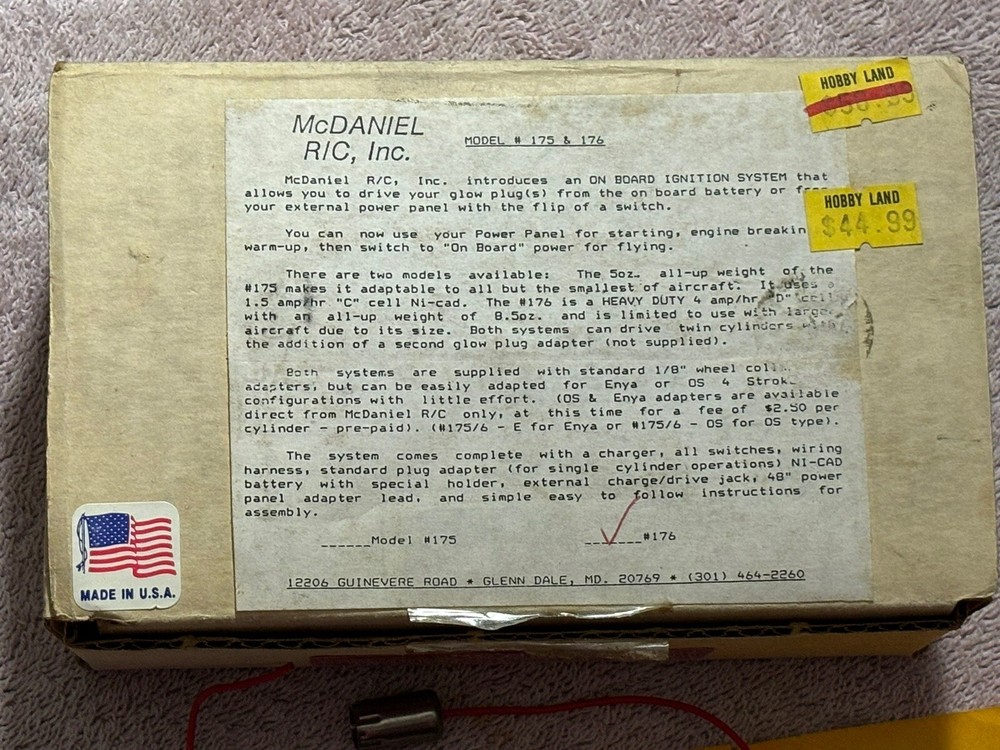 HOBBY LAND
McDANIEL
R/C, Inc.
MODEL # 175 & 176
McDaniel R/C, Inc. introduces an ON BOARD IGNITION SYSTEM that
allows you to drive your glow plug(s) from the on board battery or
your external power panel with the flip of a switch.
HOBBY LAND
$44.99
You can now use your Power Panel for starting, engine
warm-up, then switch to "On Board" power for flying.
There are two models available: The 5oz. all-up weight of the
#175 makes it adaptable to all but the smallest of aircraft. It uses a
1.5 amp/hr "C" cell Ni-cad. The #176 is a HEAVY DUTY 4 amp/hr "D" cell
with an all-up weight of 8.5oz. and is limited to use with
aircraft due to its size. Both systems can drive twin cylinders with
the addition of a second glow plug adapter (not supplied).
Both systems are supplied with standard 1/8" wheel
adapters, but can be easily adapted for Enya or OS 4
configurations with little effort. (OS & Enya adapters are available
direct from McDaniel R/C only, at this time for a fee of $2.50 per
cylinder - pre-paid). (#175/6 - E for Enya or #175/6 - OS for OS type).
The system comes complete with a charger, all switches, wiring
harness, standard plug adapter (for single cylinder operations) NI-CAD
battery with special holder, external charge/drive jack, 48" power
panel adapter lead, and simple easy to follow instructions for
assembly.
______Model #175 ______#176
12206 GUINEVERE ROAD * GLENN DALE, MD. 20769 * (301) 464-2260
MADE IN U.S.A.